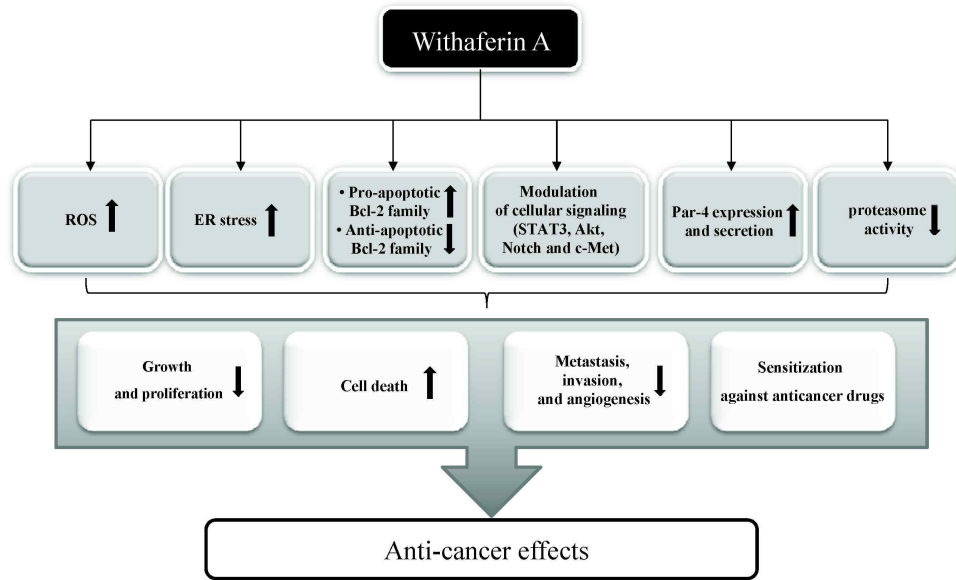 Withaferin A
ROS
ER stress
• Pro-apoptotic
Bcl-2 family
• Anti-apoptotic
Bcl-2 family
Modulation
of cellular signaling
(STAT3, Akt,
Notch and c-Met)
Par-4 expression
and secretion
proteasome
activity
Growth
and proliferation
Cell death
Metastasis,
invasion,
and angiogenesis
Sensitization
against anticancer drugs
Anti-cancer effects